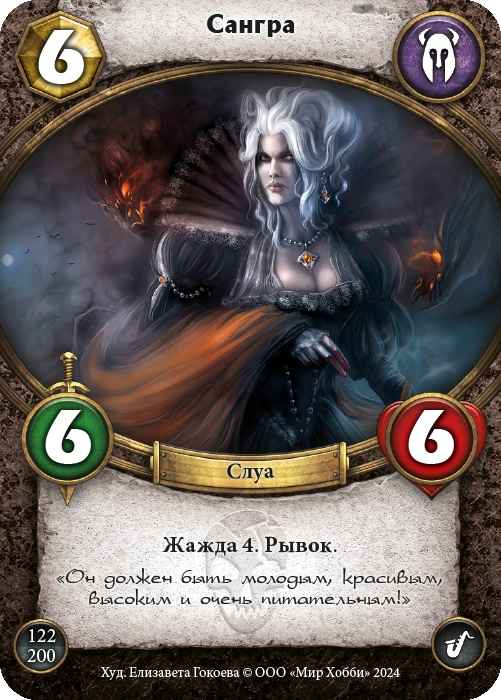 Сангра
6
6
6
Слуа
Жажда 4. Рывок.
«Он должен быть молодым, красивым,
высоким и очень питательным!»
122
200
Худ. Елизавета Гокоева © ООО «Мир Хобби» 2024